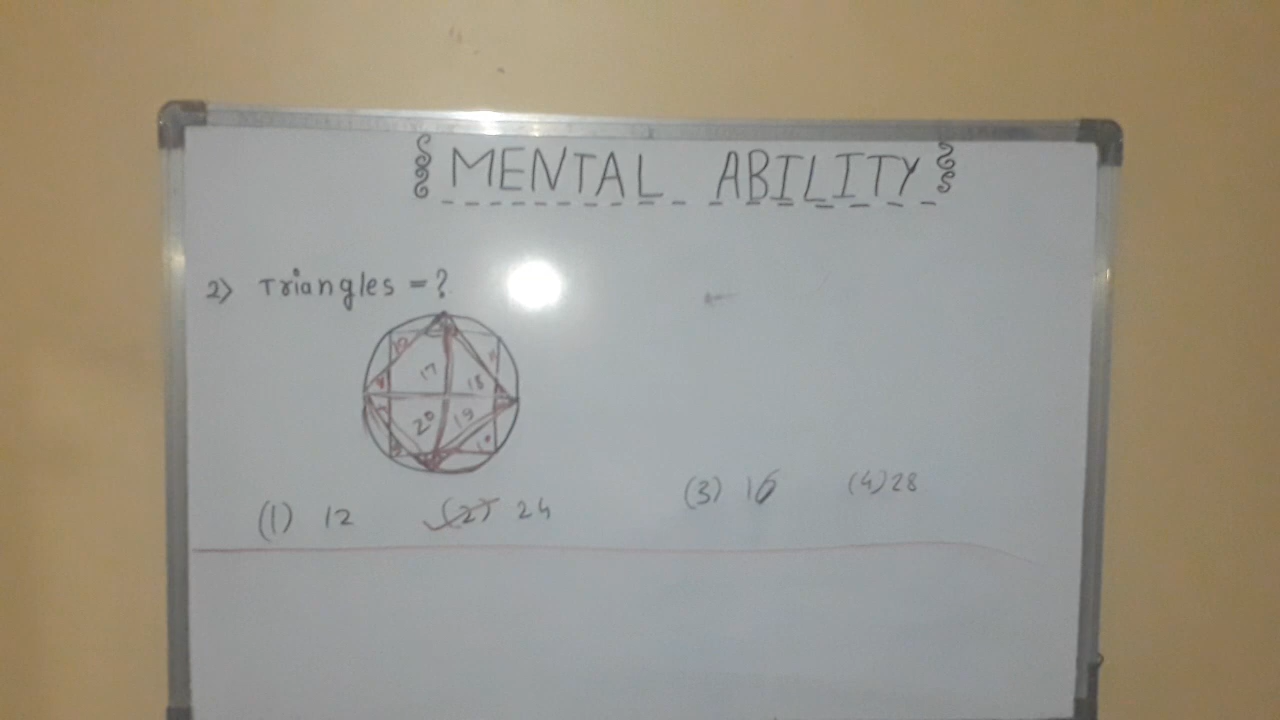 MENTAL ABILITY
2) Triangles = ?
17 18
20 19
(1) 12 (2) 24 (3) 16 (4) 28